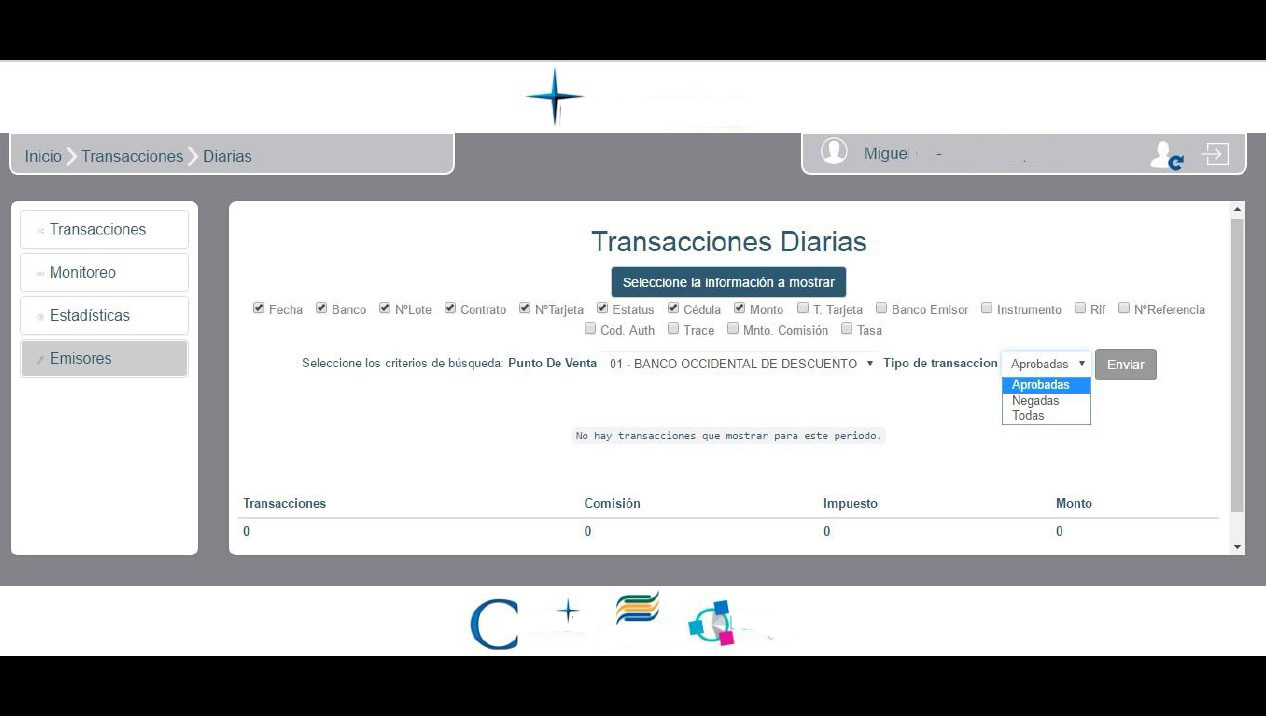 Inicio Transacciones Diarias
Miguel -
Transacciones
Monitoreo
Estadísticas
Emisores
Transacciones Diarias
Seleccione la información a mostrar
Fecha Banco NºLote Contrato NºTarjeta Estatus Cédula Monto T. Tarjeta Banco Emisor Instrumento Rif NºReferencia
Cod. Auth Trace Mnto. Comisión Tasa
Seleccione los criterios de búsqueda: Punto De Venta 01 - BANCO OCCIDENTAL DE DESCUENTO Tipo de transaccion Aprobadas Enviar
Aprobadas
Negadas
Todas
No hay transacciones que mostrar para este periodo.
Transacciones Comisión Impuesto Monto
0 0 0 0
C